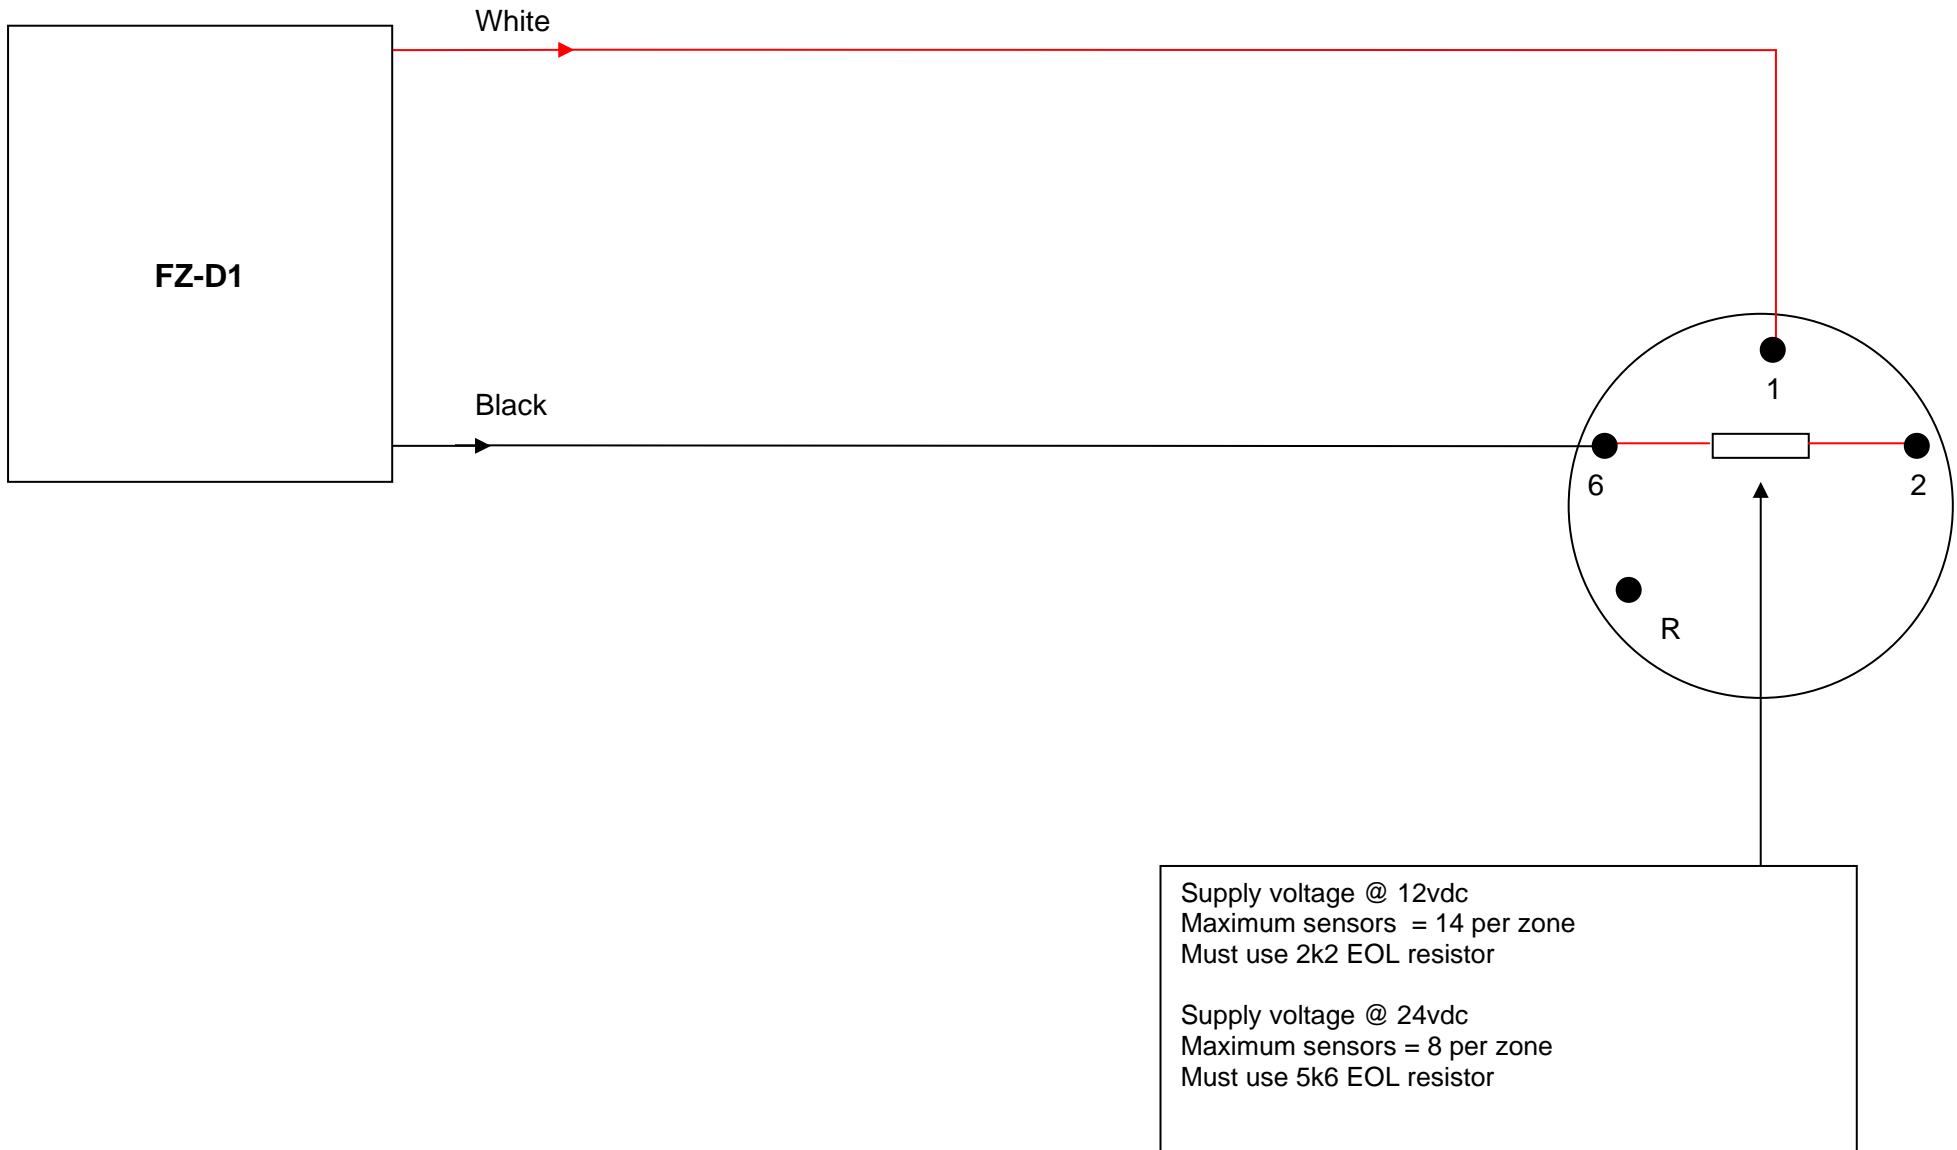 White
FZ-D1
Black
1
6
2
R
Supply voltage @ 12vdc
Maximum sensors = 14 per zone
Must use 2k2 EOL resistor
Supply voltage @ 24vdc
Maximum sensors = 8 per zone
Must use 5k6 EOL resistor